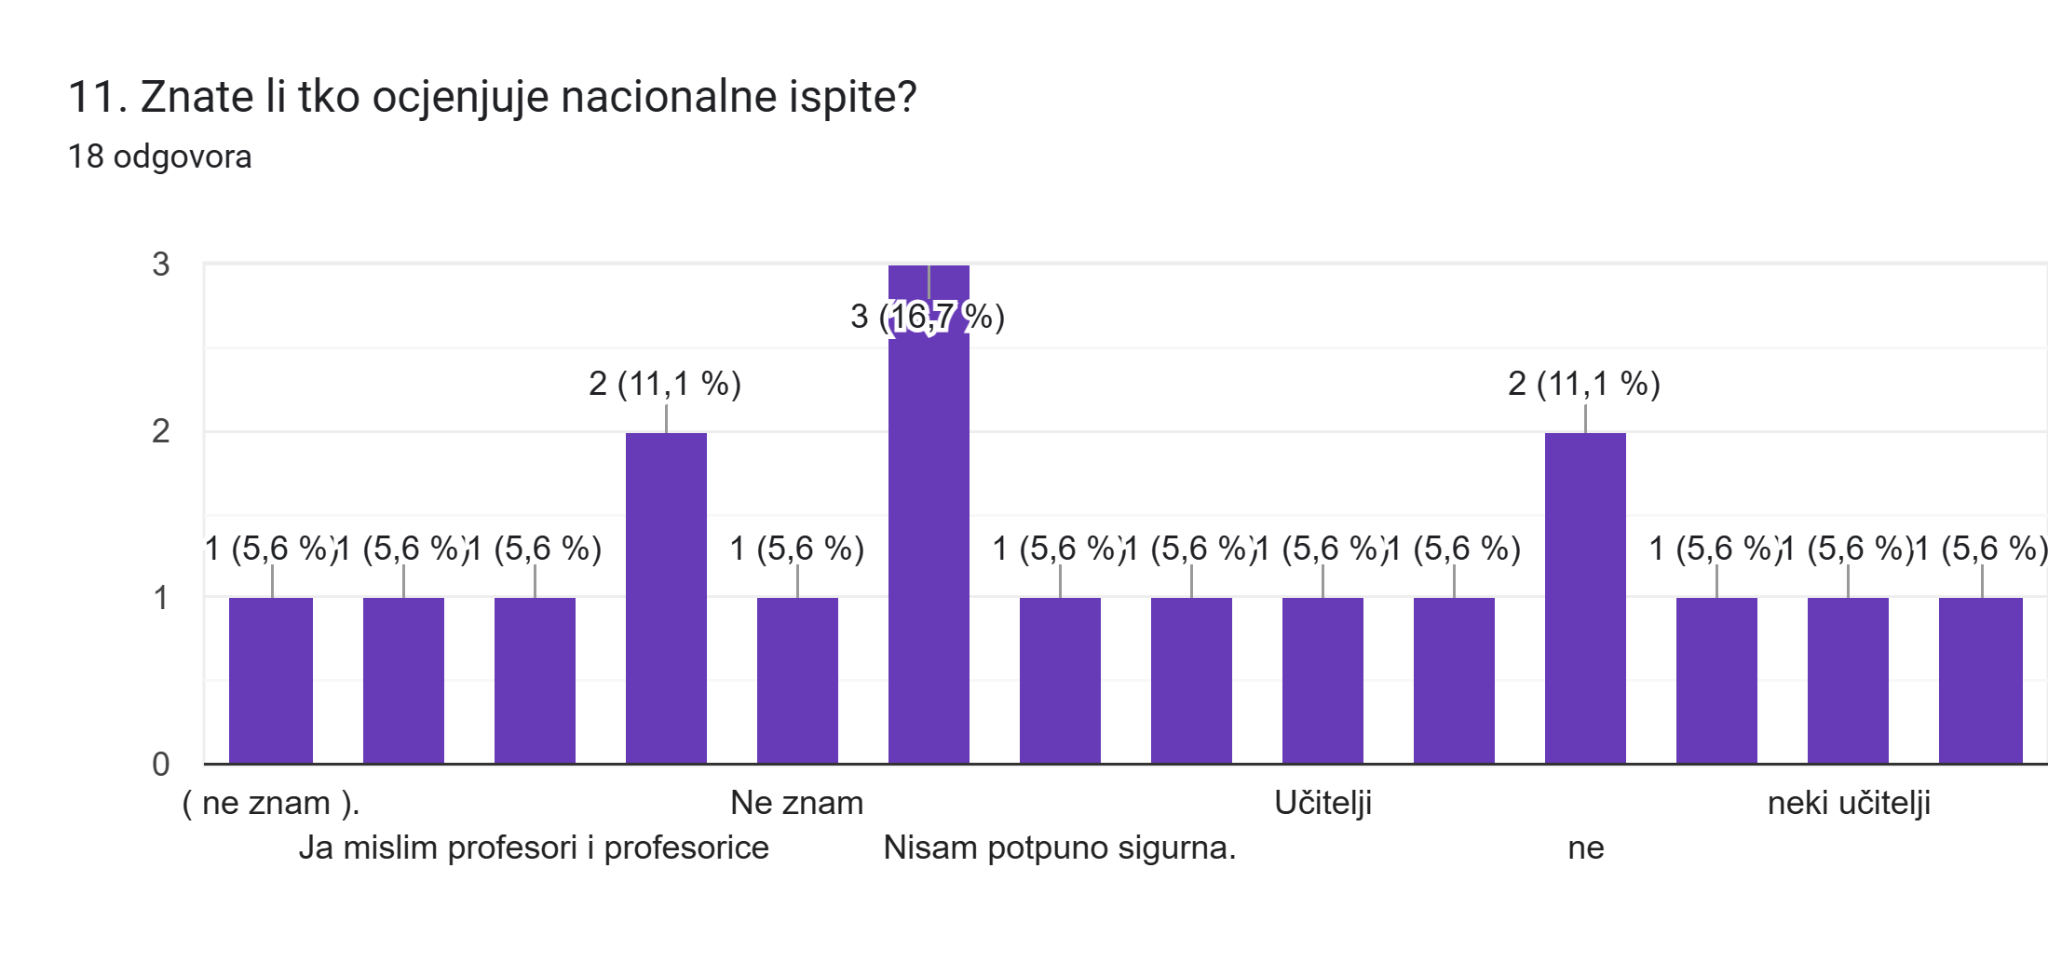 11. Znate li tko ocjenjuje nacionalne ispite?
18 odgovora
3
3 (16,7 %)
2 (11,1 %) 2 (11,1 %)
2
1 (5,6 %) 1 (5,6 %) 1 (5,6 %) 1 (5,6 %) 1 (5,6 %) 1 (5,6 %) 1 (5,6 %) 1 (5,6 %) 1 (5,6 %) 1 (5,6 %) 1 (5,6 %)
1
0
( ne znam ). Ne znam Učitelji neki učitelji
Ja mislim profesori i profesorice Nisam potpuno sigurna. ne